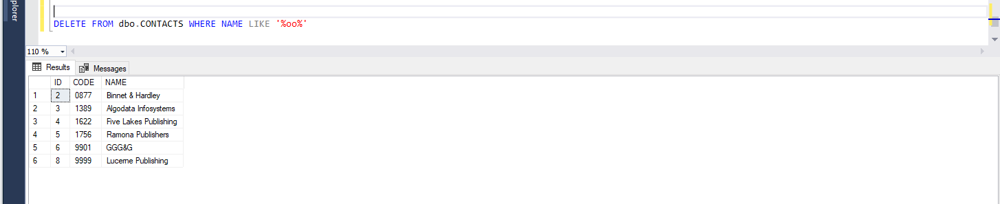 plorer
DELETE FROM dbo.CONTACTS WHERE NAME LIKE '%oo%'
110 %
Results Messages
ID CODE NAME
1 2 0877 Binnet & Hardley
2 3 1389 Algodata Infosystems
3 4 1622 Five Lakes Publishing
4 5 1756 Ramona Publishers
5 6 9901 GGG&G
6 8 9999 Lucerne Publishing